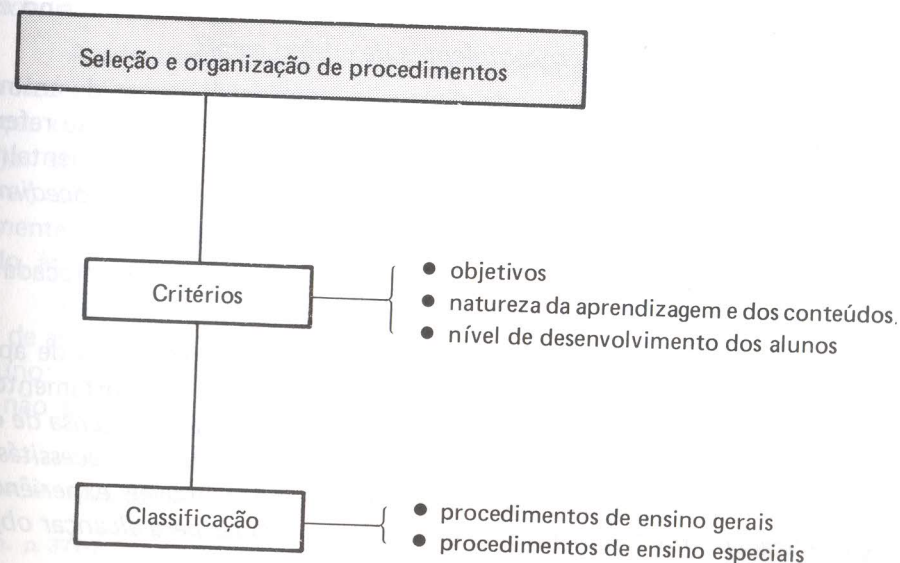 Seleção e organização de procedimentos
Critérios
• objetivos
• natureza da aprendizagem e dos conteúdos.
• nível de desenvolvimento dos alunos
Classificação
• procedimentos de ensino gerais
• procedimentos de ensino especiais